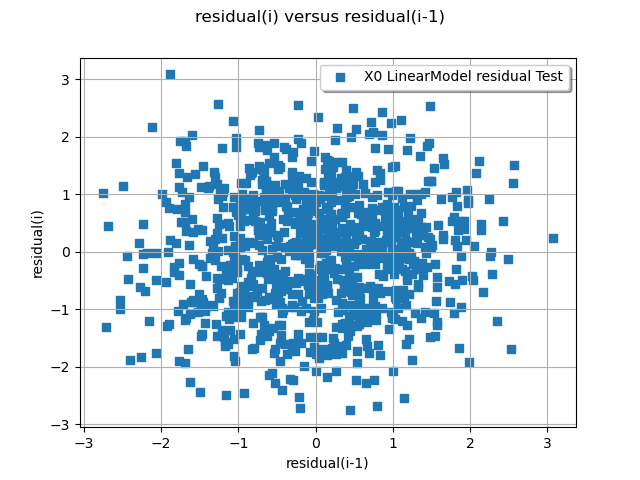 residual(i) versus residual(i-1)
X0 LinearModel residual Test
3
2
1
0
−1
−2
−3
residual(i)
−3 −2 −1 0 1 2 3
residual(i-1)